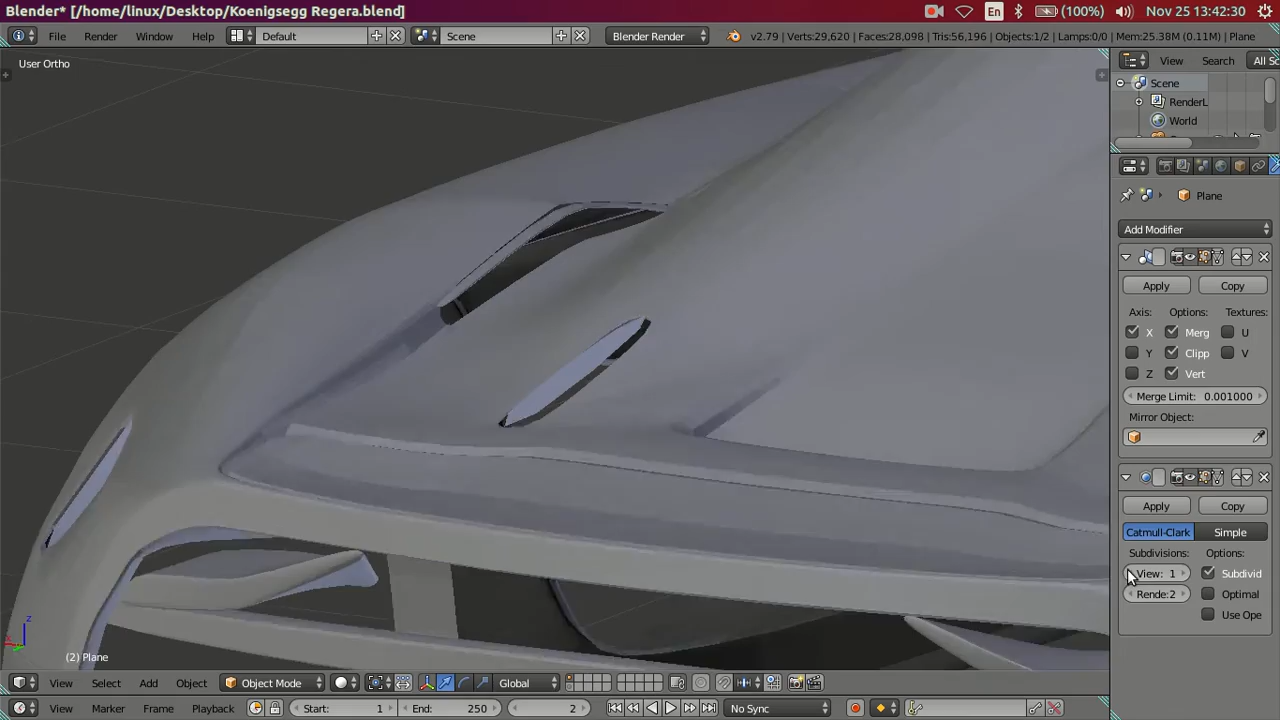 Blender* [/home/linux/Desktop/Koenigsegg Regera.blend]
En
(100%)
Nov 25 13:42:30
File
Render
Window
Help
Default
Scene
Blender Render
v2.79 | Verts:29,620 | Faces:28,098 | Tris:56,196 | Objects:1/2 | Lamps:0/0 | Mem:25.38M (0.11M) | Plane
User Ortho
View
Search
All Sc
Scene
RenderL
World
Plane
Add Modifier
Apply
Copy
Axis:
Options:
Textures:
X
Merg
U
Y
Clipp
V
Z
Vert
Merge Limit: 0.001000
Mirror Object:
Apply
Copy
Catmull-Clark
Simple
Subdivisions:
Options:
View: 1
Subdivid
Rende:2
Optimal
Use Ope
z
x
(2) Plane
View
Select
Add
Object
Object Mode
Global
View
Marker
Frame
Playback
Start: 1
End: 250
2
No Sync